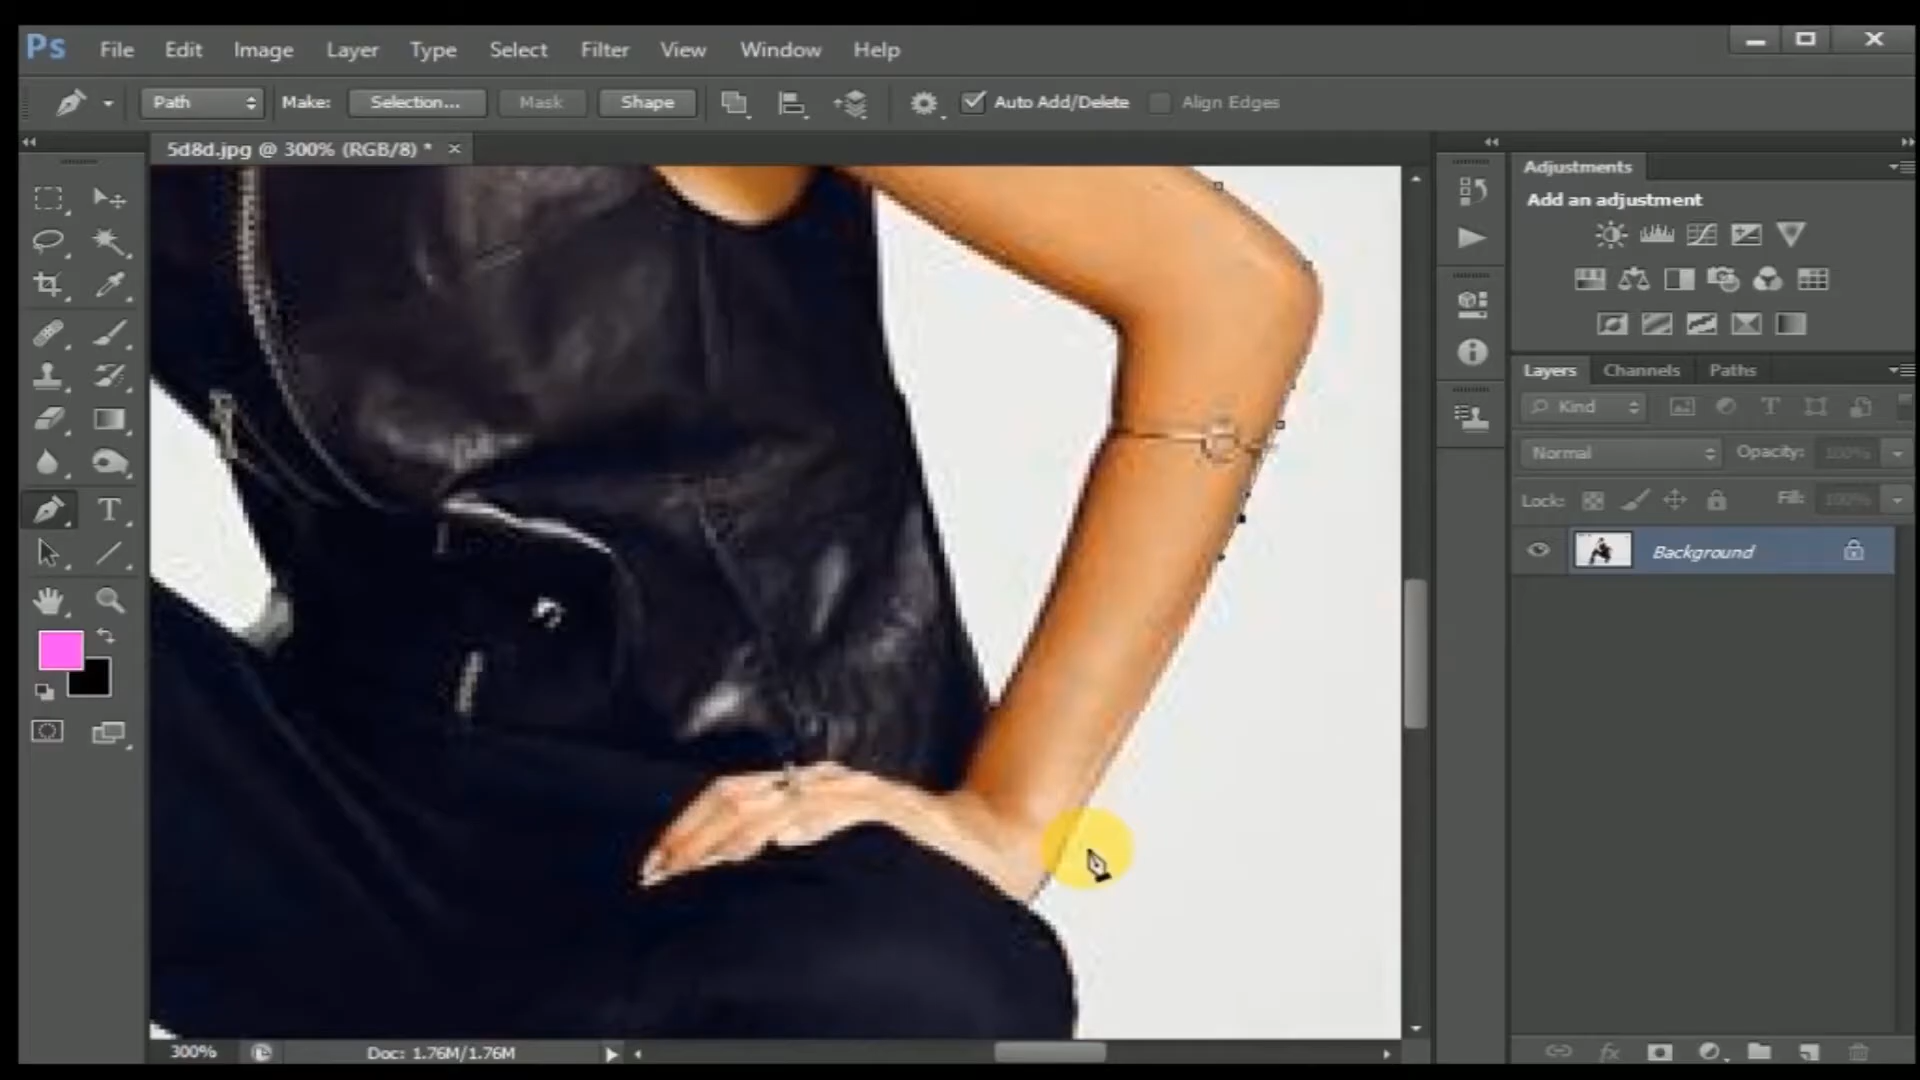 Ps File Edit Image Layer Type Select Filter View Window Help
Path Make: Selection... Mask Shape Auto Add/Delete Align Edges
5d8d.jpg @ 300% (RGB/8) *
Adjustments
Add an adjustment
Layers Channels Paths
Kind
Normal Opacity: 100%
Lock: Fill: 100%
Background
300% Doc: 1.76M/1.76M